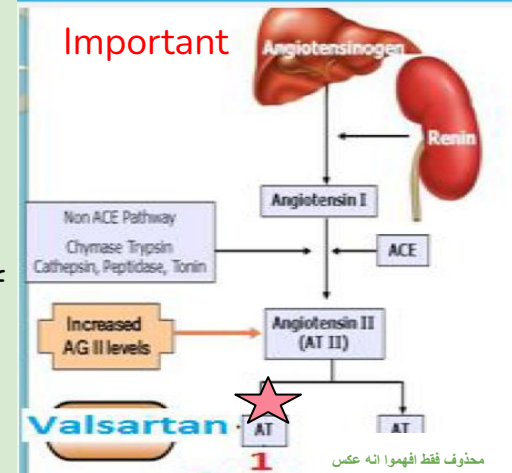 Important
Angiotensinogen
Renin
Angiotensin I
Non ACE Pathway
Chymase Trypsin
Cathepsin, Peptidase, Tonin
ACE
Increased
AG II levels
Angiotensin II
(AT II)
Valsartan
AT
1
AT
محذوف فقط افهموا انه عكس